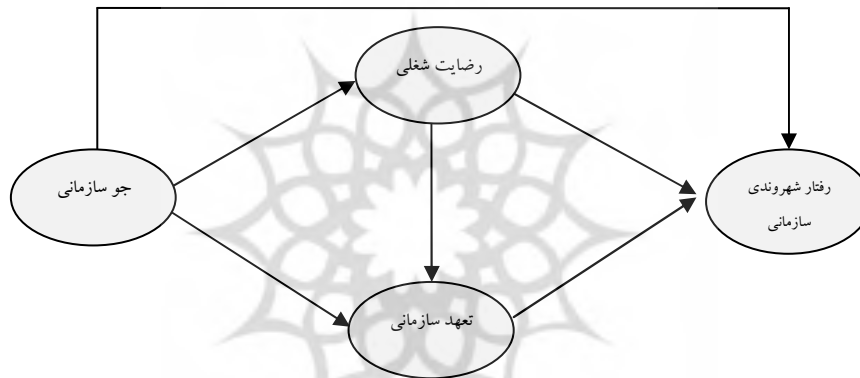 رضایت شغلی
جو سازمانی
رفتار شهروندی
سازمانی
تعهد سازمانی